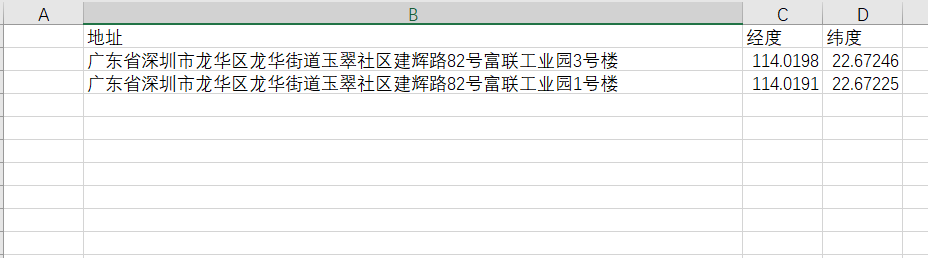 A B C D
地址 经度 纬度
广东省深圳市龙华区龙华街道玉翠社区建辉路82号富联工业园3号楼 114.0198 22.67246
广东省深圳市龙华区龙华街道玉翠社区建辉路82号富联工业园1号楼 114.0191 22.67225